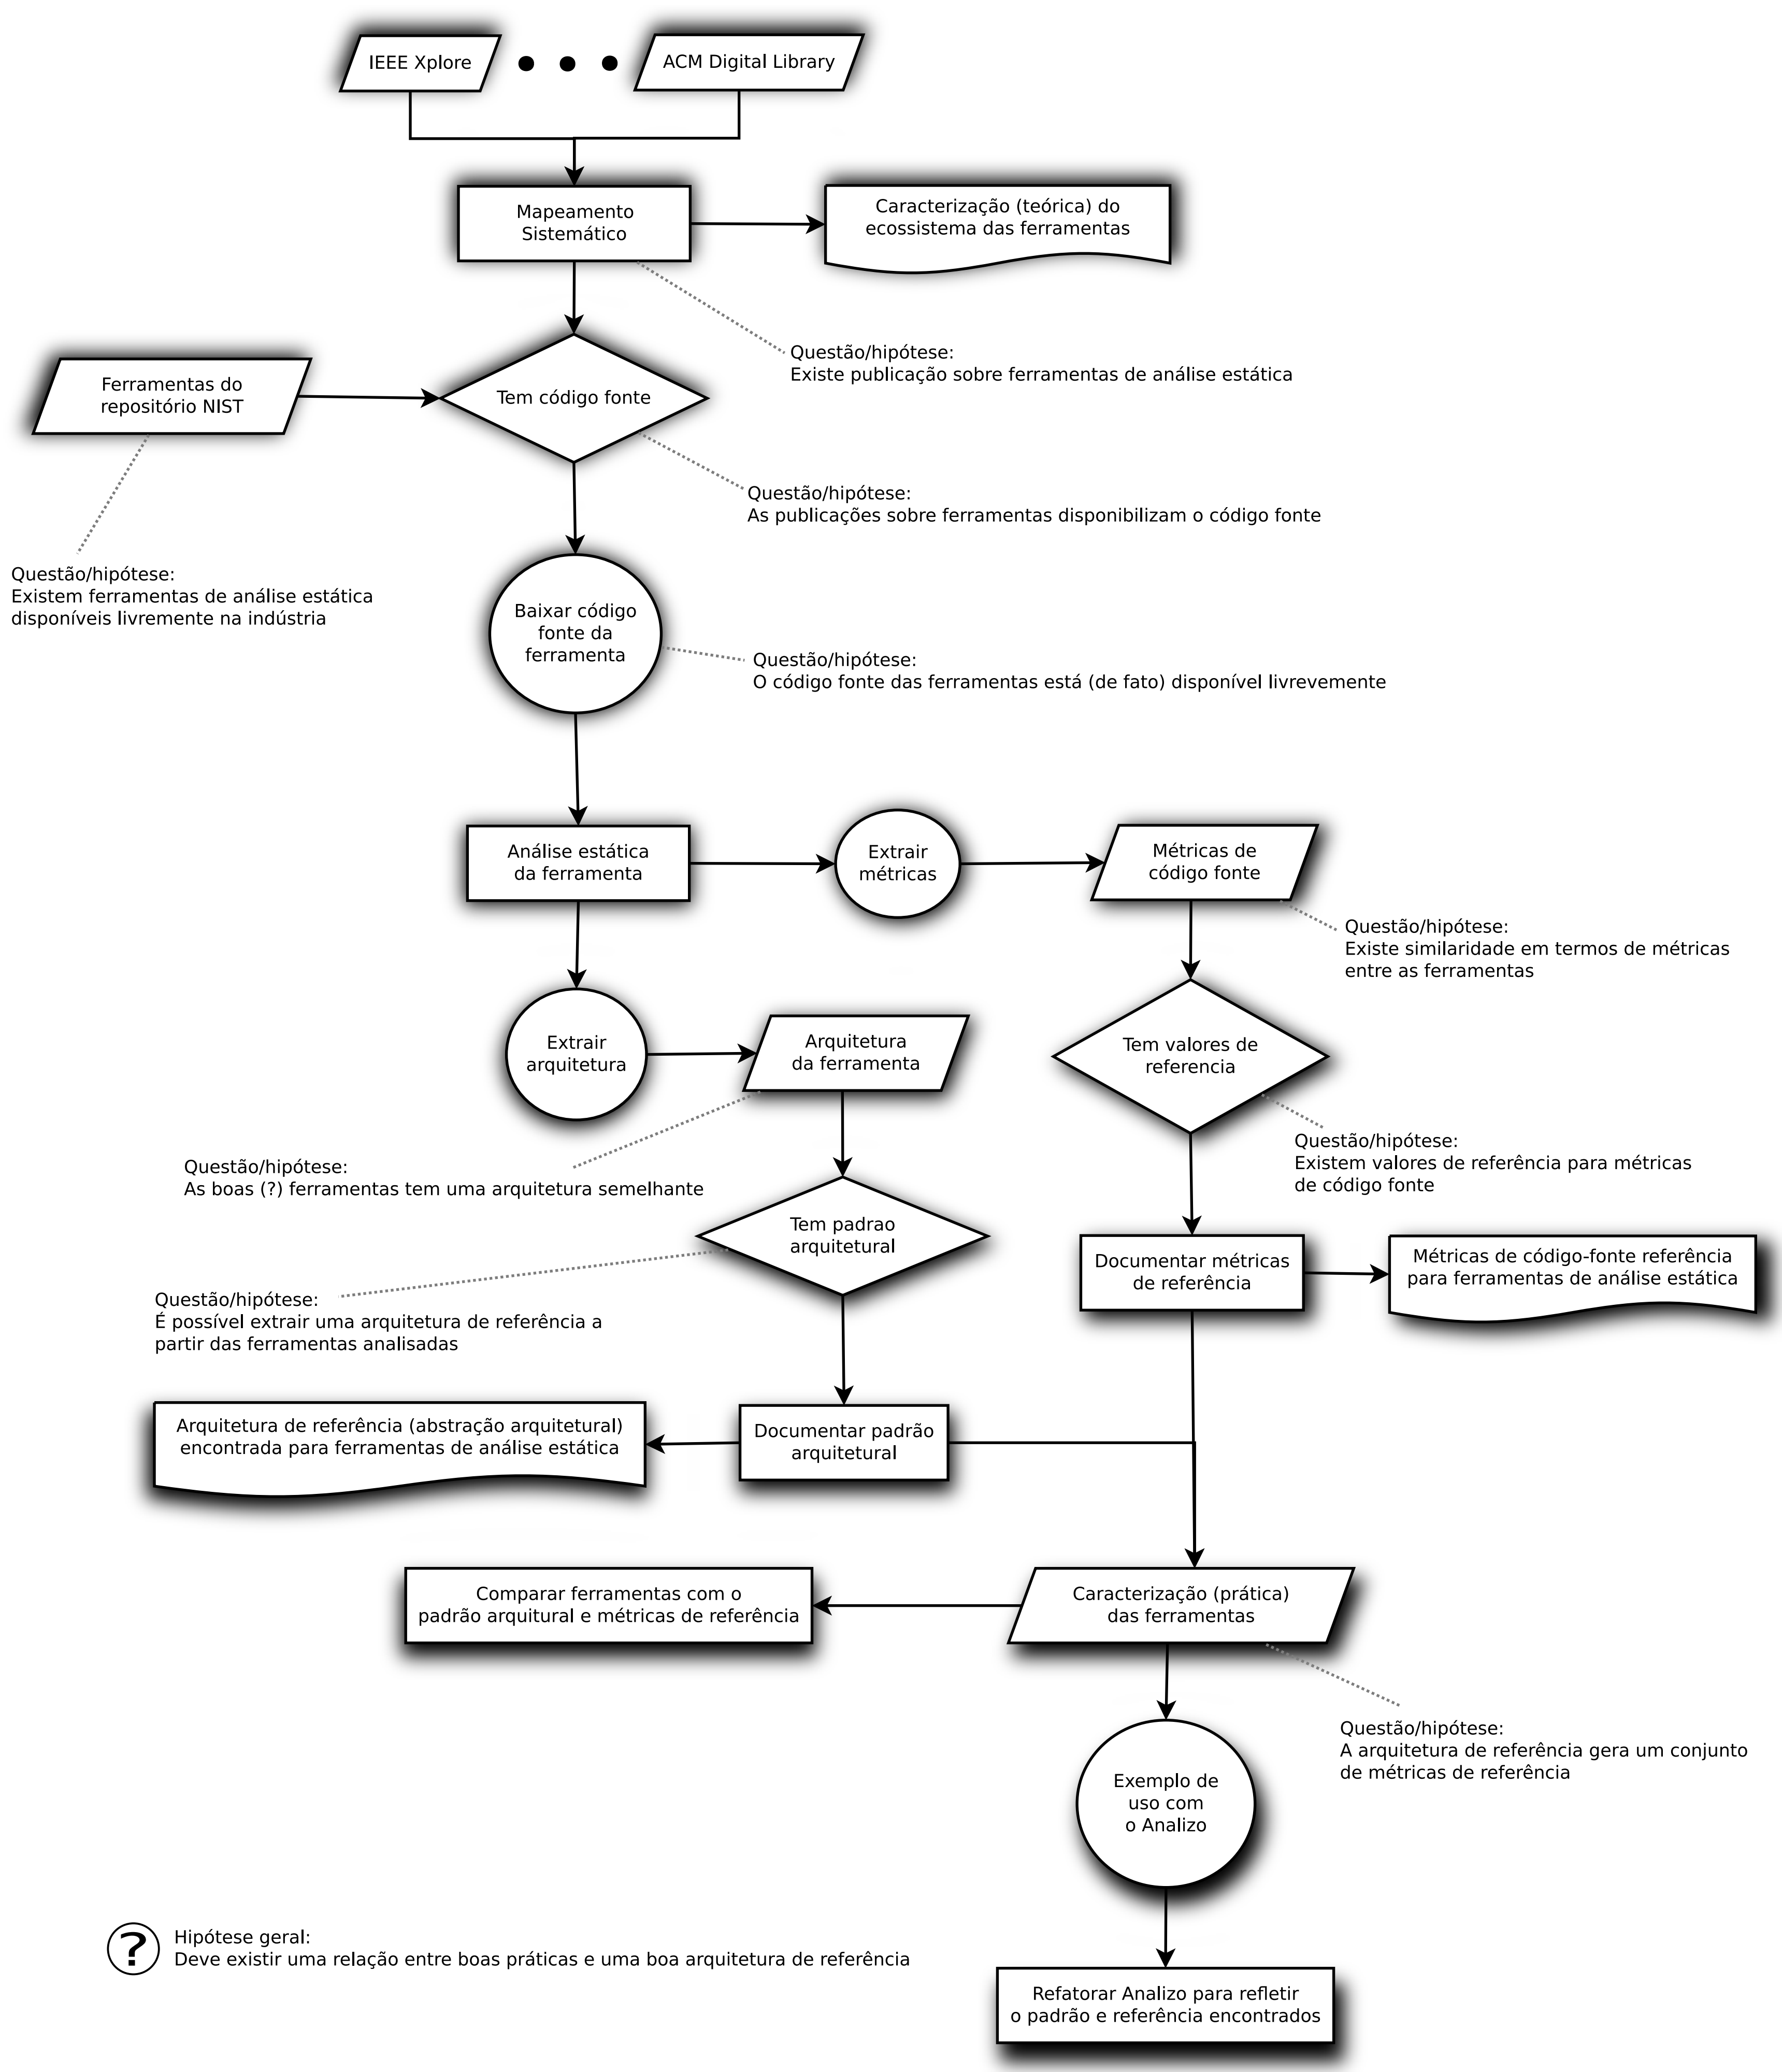 IEEE Xplore
ACM Digital Library
Mapeamento
Sistemático
Caracterização (teórica) do
ecossistema das ferramentas
Questão/hipótese:
Existe publicação sobre ferramentas de análise estática
Ferramentas do
repositório NIST
Tem código fonte
Questão/hipótese:
As publicações sobre ferramentas disponibilizam o código fonte
Questão/hipótese:
Existem ferramentas de análise estática
disponíveis livremente na indústria
Baixar código
fonte da
ferramenta
Questão/hipótese:
O código fonte das ferramentas está (de fato) disponível livrevemente
Análise estática
da ferramenta
Extrair
métricas
Métricas de
código fonte
Questão/hipótese:
Existe similaridade em termos de métricas
entre as ferramentas
Extrair
arquitetura
Arquitetura
da ferramenta
Tem valores de
referencia
Questão/hipótese:
As boas (?) ferramentas tem uma arquitetura semelhante
Questão/hipótese:
Existem valores de referência para métricas
de código fonte
Tem padrao
arquitetural
Documentar métricas
de referência
Métricas de código-fonte referência
para ferramentas de análise estática
Questão/hipótese:
É possível extrair uma arquitetura de referência a
partir das ferramentas analisadas
Arquitetura de referência (abstração arquitetural)
encontrada para ferramentas de análise estática
Documentar padrão
arquitetural
Comparar ferramentas com o
padrão arquitural e métricas de referência
Caracterização (prática)
das ferramentas
Questão/hipótese:
A arquitetura de referência gera um conjunto
de métricas de referência
Exemplo de
uso com
o Analizo
?
Hipótese geral:
Deve existir uma relação entre boas práticas e uma boa arquitetura de referência
Refatorar Analizo para refletir
o padrão e referência encontrados